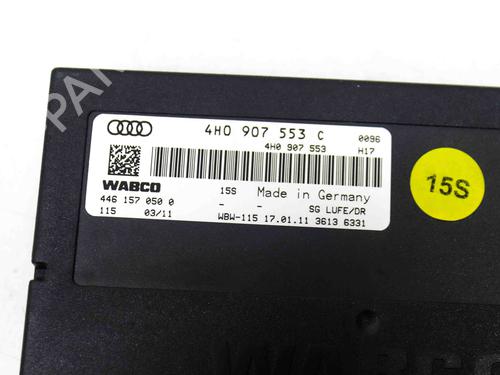 4H0 907 553 C 0096
4H0 907 553 H17
WABCO 15S Made in Germany
446 157 050 0 - - SG LUFE/DR
115 03/11 WBW-115 17.01.11 3613 6331
15S